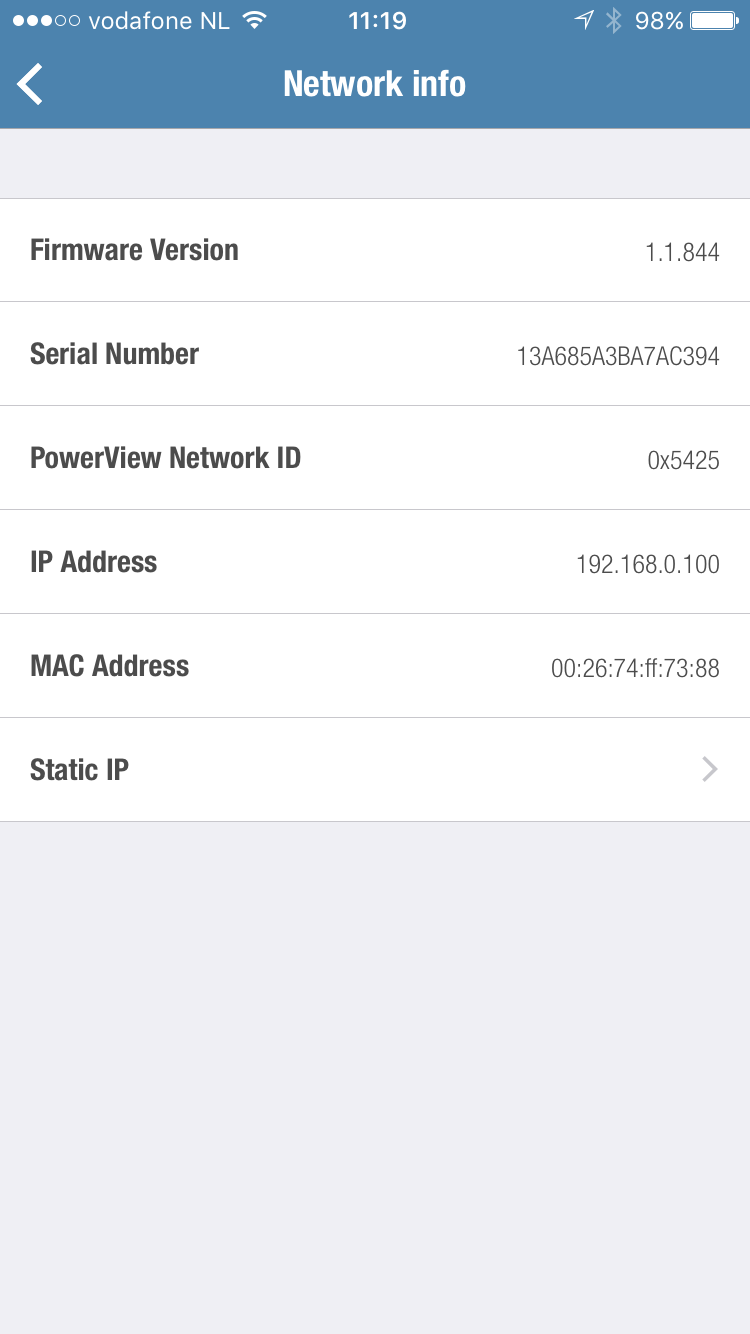 vodafone NL 11:19 98%
Network info
Firmware Version 1.1.844
Serial Number 13A685A3BA7AC394
PowerView Network ID 0x5425
IP Address 192.168.0.100
MAC Address 00:26:74:ff:73:88
Static IP